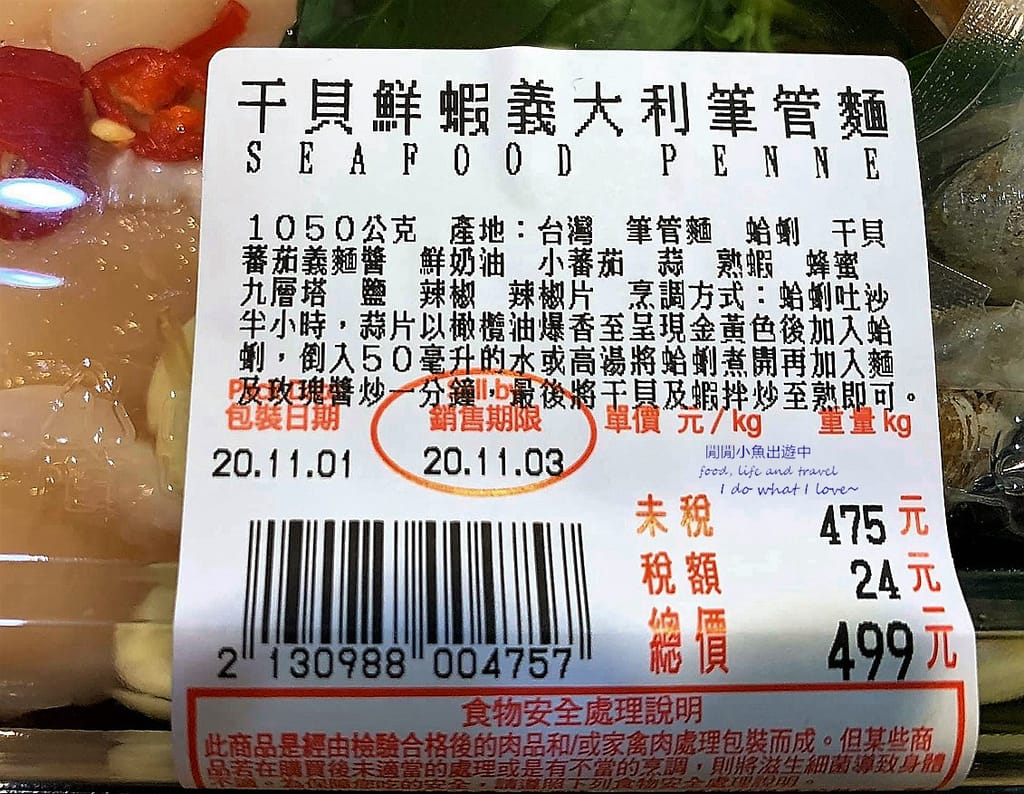 干貝鮮蝦義大利筆管麵
SEAFOOD PENNE
1050公克 產地：台灣 筆管麵 蛤蜊 干貝
蕃茄義麵醬 鮮奶油 小蕃茄 蒜 熟蝦 蜂蜜
九層塔 鹽 辣椒 辣椒片 烹調方式：蛤蜊吐沙
半小時，蒜片以橄欖油爆香至呈現金黃色後加入蛤
蜊，倒入50毫升的水或高湯將蛤蜊煮開再加入麵
及玫瑰醬炒一分鐘，最後將干貝及蝦拌炒至熟即可。
包裝日期 銷售期限 單價 元/kg 重量kg
20.11.01 20.11.03
閒閒小魚出遊中
food, life and travel
I do what I love~
未稅 475元
稅額 24元
總價 499元
2 130988 004757
食物安全處理說明
此商品是經由檢驗合格後的肉品和/或家禽肉處理包裝而成。但某些商
品若在購買後未適當的處理或是有不當的烹調，則將滋生細菌導致身體